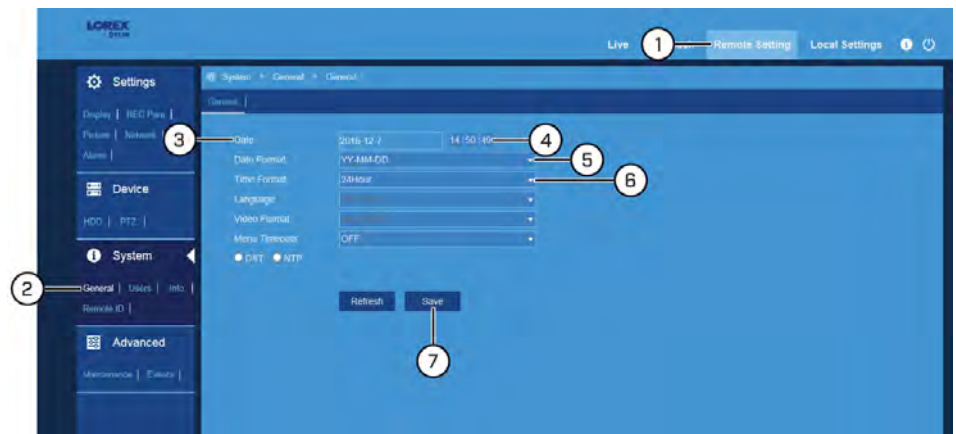 LOREX
Live 1 Remote Setting Local Settings
Settings
System General General
General
Display | REC Para |
Picture | Network
Alarm |
3 Date 2016-12-7 14:50:49 4
Date Format YY-MM-DD 5
Time Format 24Hour 6
Language
Video Format
Menu Timeouts OFF
DST NTP
Device
HDD | PTZ |
System
2 General | Users | Info |
Remote ID |
Refresh Save
7
Advanced
Maintenance | Events |